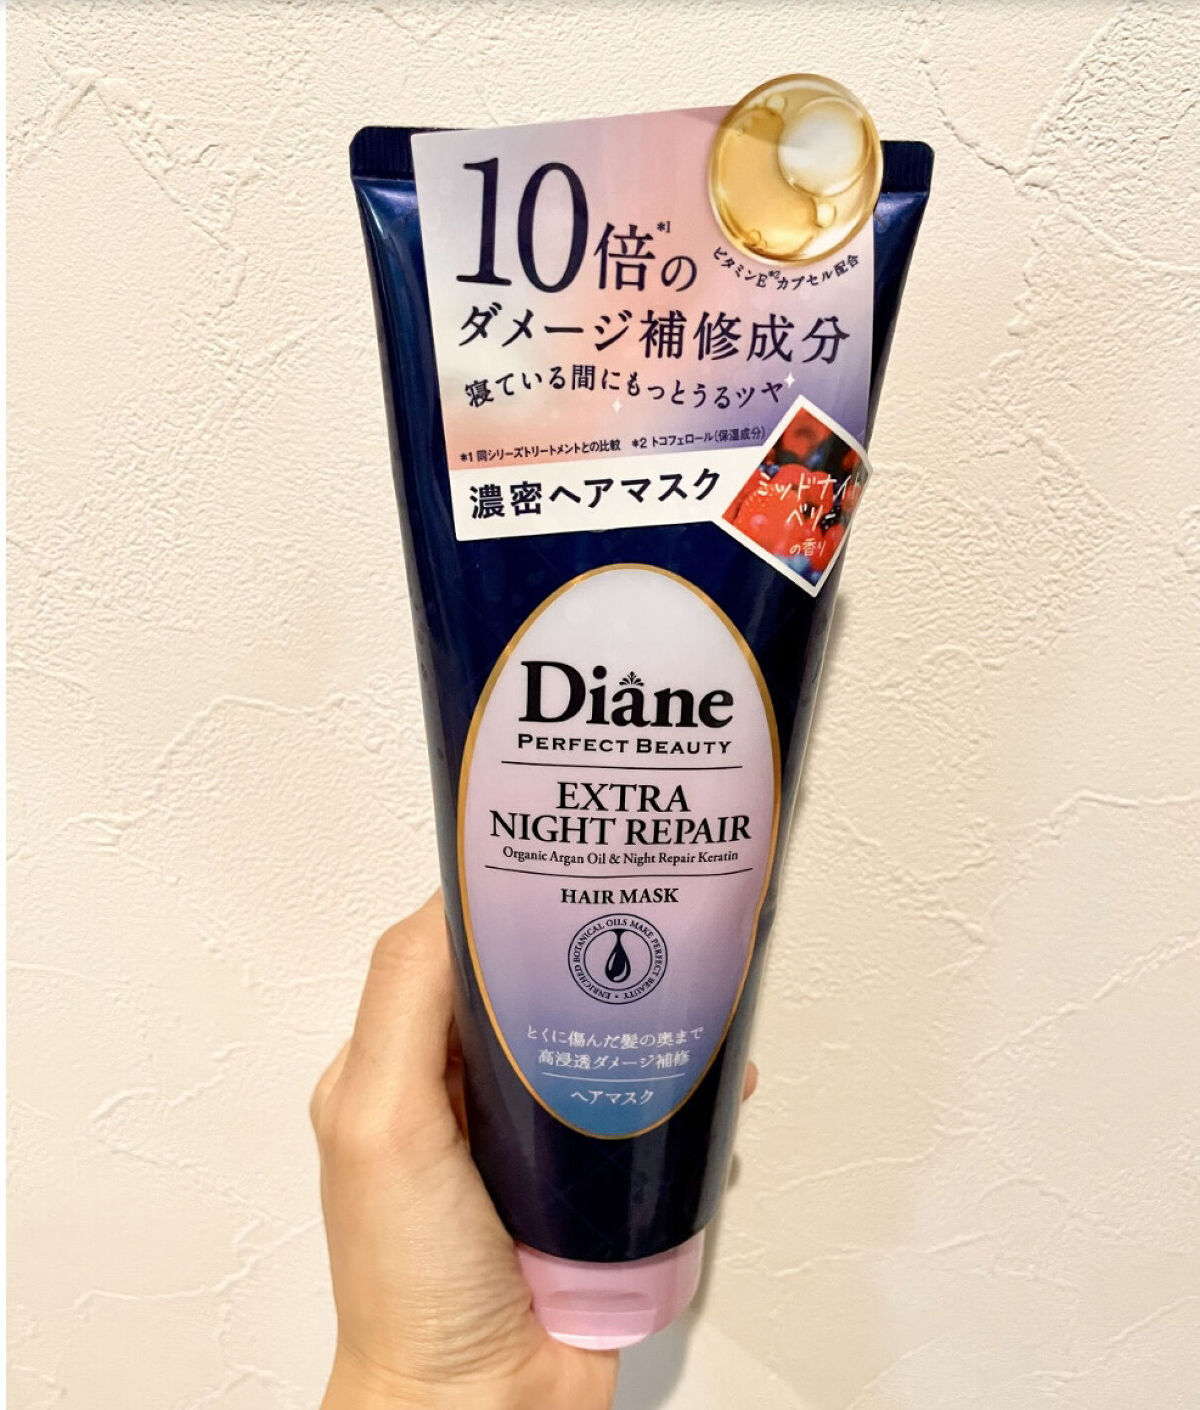 10倍*1の
ビタミンE*2カプセル配合
ダメージ補修成分
寝ている間にもっとうるツヤ
*1 同シリーズトリートメントとの比較 *2 トコフェロール(保湿成分)
濃密ヘアマスク
ミッドナイト
ベリー
の香り
Diane
PERFECT BEAUTY
EXTRA
NIGHT REPAIR
Organic Argan Oil & Night Repair Keratin
HAIR MASK
ENRICHED BOTANICAL OILS MAKE PERFECT BEAUTY
とくに傷んだ髪の奥まで
高浸透ダメージ補修
ヘアマスク